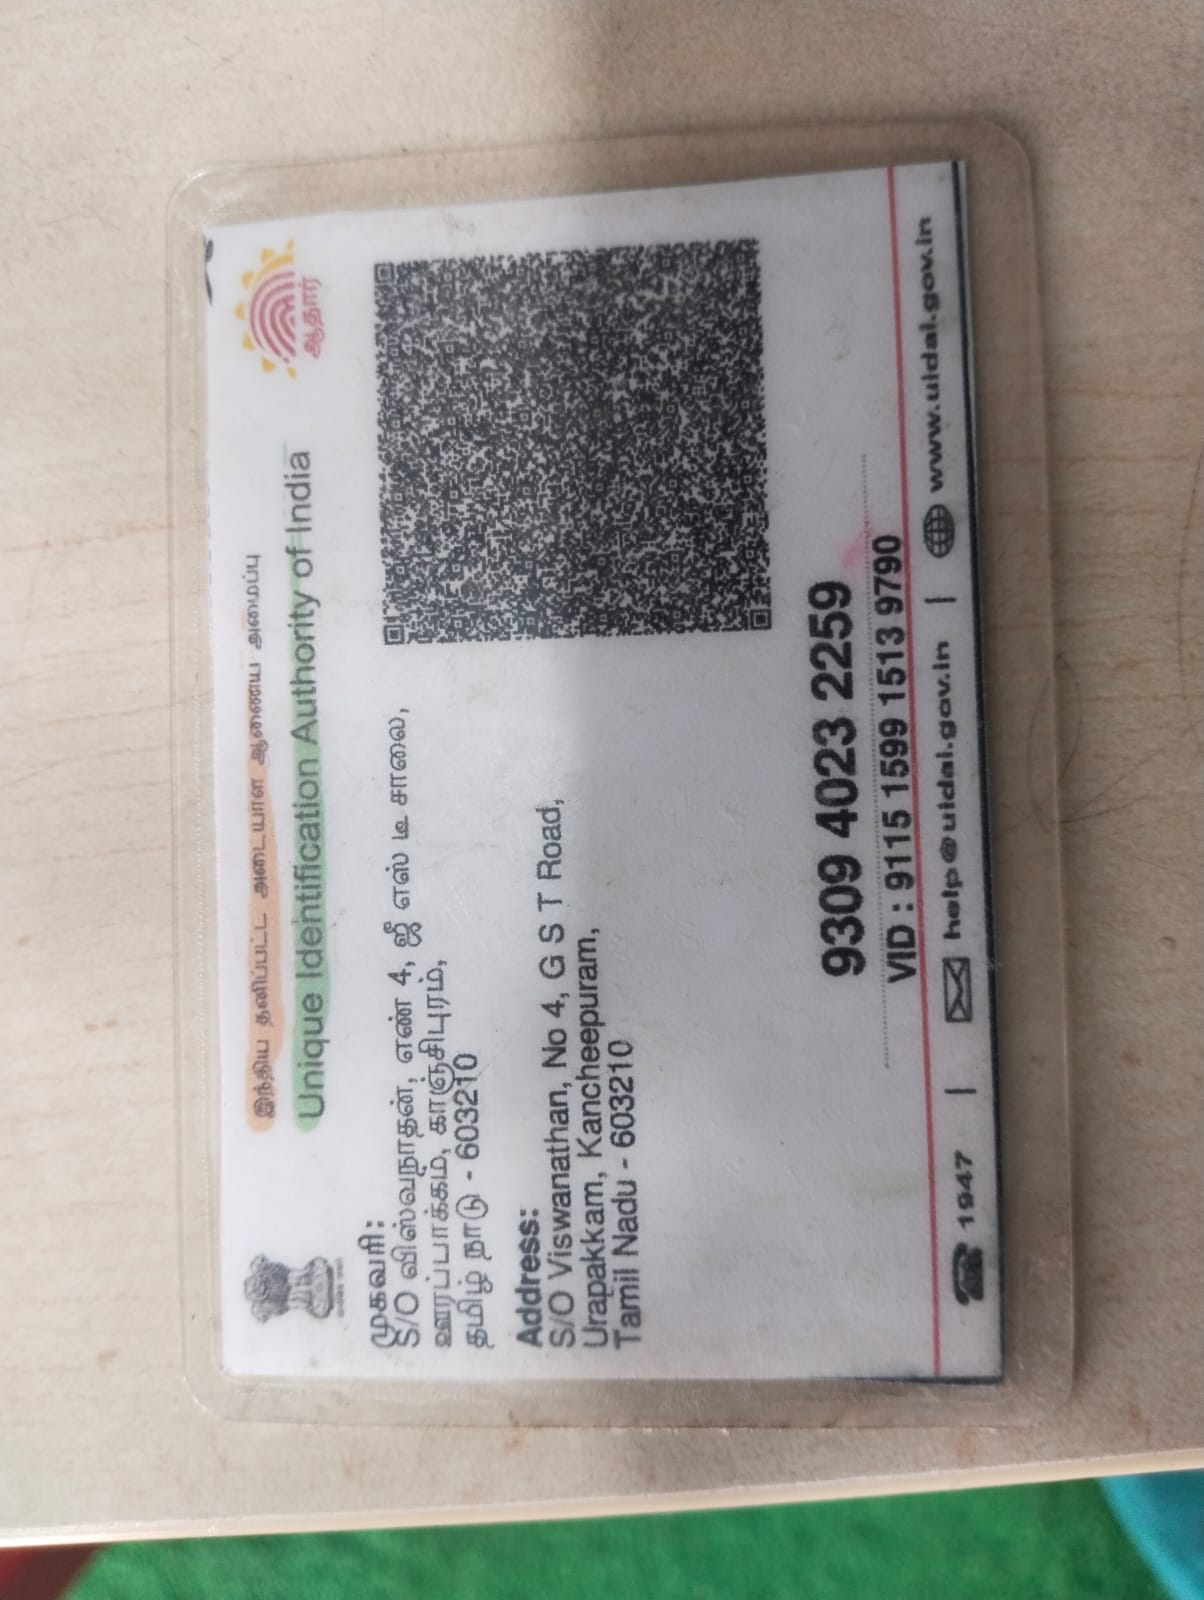 இந்திய தனிப்பட்ட அடையாள ஆணைய அமைப்பு
Unique Identification Authority of India
ஆதார்
முகவரி:
S/O விஸ்வநாதன், எண் 4, ஜீ எஸ் டீ சாலை,
ஊரப்பாக்கம், காஞ்சிபுரம்,
தமிழ் நாடு - 603210
Address:
S/O Viswanathan, No 4, G S T Road,
Urapakkam, Kancheepuram,
Tamil Nadu - 603210
9309 4023 2259
VID : 9115 1599 1513 9790
1947 | help@uidai.gov.in | www.uidai.gov.in